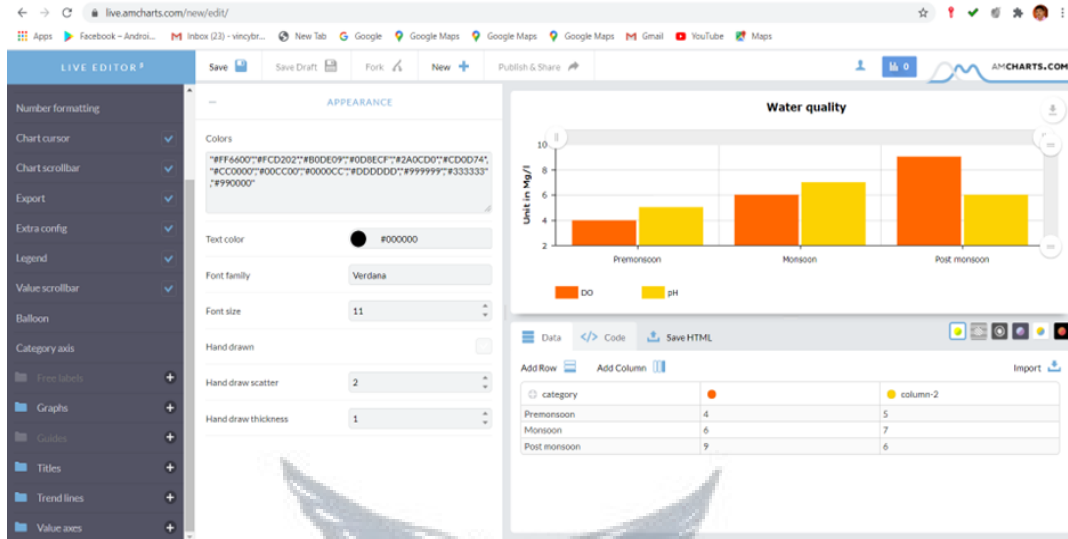 live.amcharts.com/new/edit/
Apps Facebook – Androi... Inbox (23) - vincybr... New Tab Google Google Maps Google Maps Google Maps Gmail YouTube Maps
LIVE EDITOR Save Save Draft Fork New Publish & Share 0 AMCHARTS.COM
Number formatting
Chart cursor
Chart scrollbar
Export
Extra config
Legend
Value scrollbar
Balloon
Category axis
Free labels
Graphs
Guides
Titles
Trend lines
Value axes
APPEARANCE
Colors
"#FF6600","#FCD202","#B0DE09","#0D8ECF","#2A0CD0","#CD0D74",
"#CC0000","#00CC00","#0000CC","#DDDDDD","#999999","#333333"
,"#990000"
Text color #000000
Font family Verdana
Font size 11
Hand drawn
Hand draw scatter 2
Hand draw thickness 1
Water quality
Unit in Mg/l
10
8
6
4
2
Premonsoon Monsoon Post monsoon
DO pH
Data </> Code Save HTML
Add Row Add Column Import
category column-2
Premonsoon 4 5
Monsoon 6 7
Post monsoon 9 6